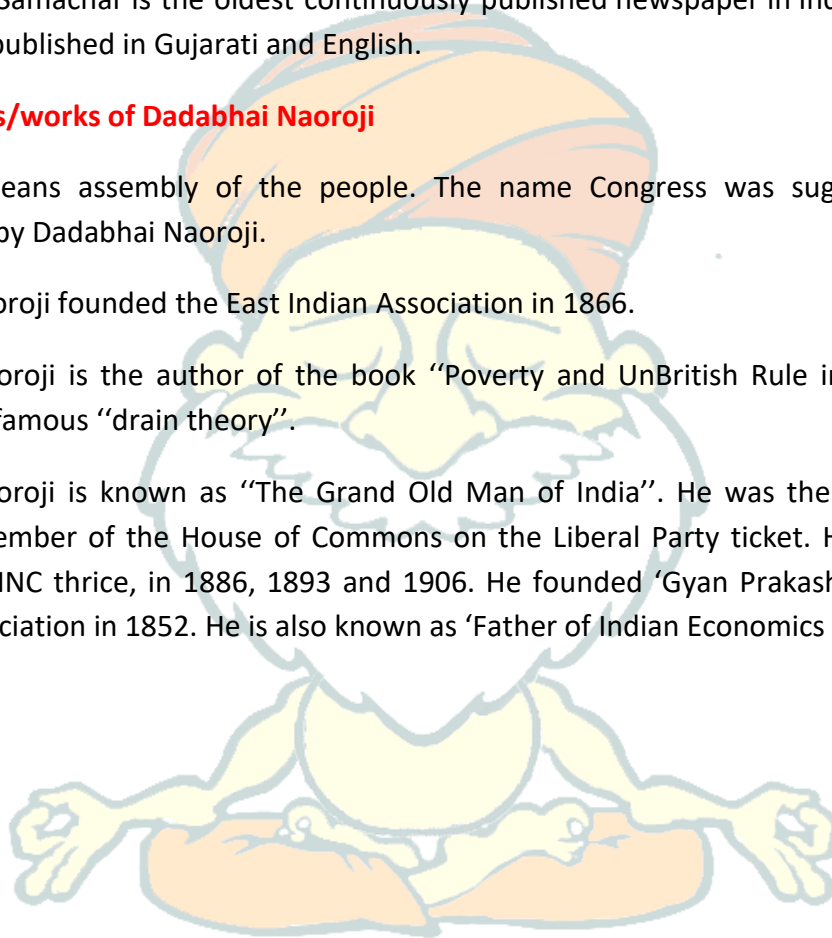 Samachar is the oldest continuously published newspaper in Ind
published in Gujarati and English.
s/works of Dadabhai Naoroji
eans assembly of the people. The name Congress was sug
by Dadabhai Naoroji.
oroji founded the East Indian Association in 1866.
oroji is the author of the book ‘‘Poverty and UnBritish Rule in
famous ‘‘drain theory’’.
oroji is known as ‘‘The Grand Old Man of India’’. He was the
ember of the House of Commons on the Liberal Party ticket. H
INC thrice, in 1886, 1893 and 1906. He founded ‘Gyan Prakash
ciation in 1852. He is also known as ‘Father of Indian Economics